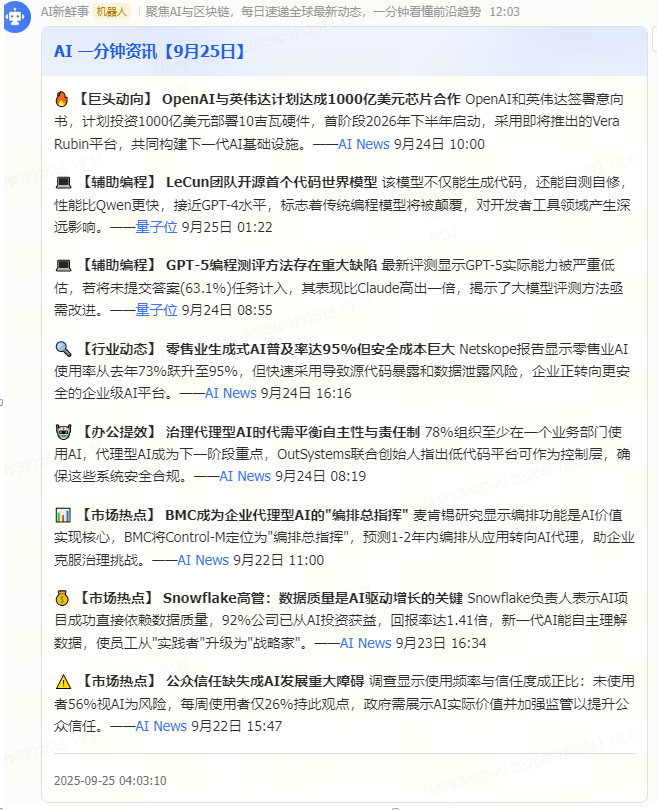 AI新鲜事 机器人 | 聚焦AI与区块链，每日速递全球最新动态，一分钟看懂前沿趋势 12:03
AI 一分钟资讯【9月25日】
【巨头动向】 OpenAI与英伟达计划达成1000亿美元芯片合作 OpenAI和英伟达签署意向
书，计划投资1000亿美元部署10吉瓦硬件，首阶段2026年下半年启动，采用即将推出的Vera
Rubin平台，共同构建下一代AI基础设施。——AI News 9月24日 10:00
【辅助编程】 LeCun团队开源首个代码世界模型 该模型不仅能生成代码，还能自测自修，
性能比Qwen更快，接近GPT-4水平，标志着传统编程模型将被颠覆，对开发者工具领域产生深
远影响。——量子位 9月25日 01:22
【辅助编程】 GPT-5编程测评方法存在重大缺陷 最新评测显示GPT-5实际能力被严重低
估，若将未提交答案(63.1%)任务计入，其表现比Claude高出一倍，揭示了大模型评测方法亟
需改进。——量子位 9月24日 08:55
【行业动态】 零售业生成式AI普及率达95%但安全成本巨大 Netskope报告显示零售业AI
使用率从去年73%跃升至95%，但快速采用导致源代码暴露和数据泄露风险，企业正转向更安
全的企业级AI平台。——AI News 9月24日 16:16
【办公提效】 治理代理型AI时代需平衡自主性与责任制 78%组织至少在一个业务部门使
用AI，代理型AI成为下一阶段重点，OutSystems联合创始人指出低代码平台可作为控制层，确
保这些系统安全合规。——AI News 9月24日 08:19
【市场热点】 BMC成为企业代理型AI的"编排总指挥" 麦肯锡研究显示编排功能是AI价值
实现核心，BMC将Control-M定位为"编排总指挥"，预测1-2年内编排从应用转向AI代理，助企业
克服治理挑战。——AI News 9月22日 11:00
【市场热点】 Snowflake高管：数据质量是AI驱动增长的关键 Snowflake负责人表示AI项
目成功直接依赖数据质量，92%公司已从AI投资获益，回报率达1.41倍，新一代AI能自主理解
数据，使员工从"实践者"升级为"战略家"。——AI News 9月23日 16:34
【市场热点】 公众信任缺失成AI发展重大障碍 调查显示使用频率与信任度成正比：未使用
者56%视AI为风险，每周使用者仅26%持此观点，政府需展示AI实际价值并加强监管以提升公
众信任。——AI News 9月22日 15:47
2025-09-25 04:03:10